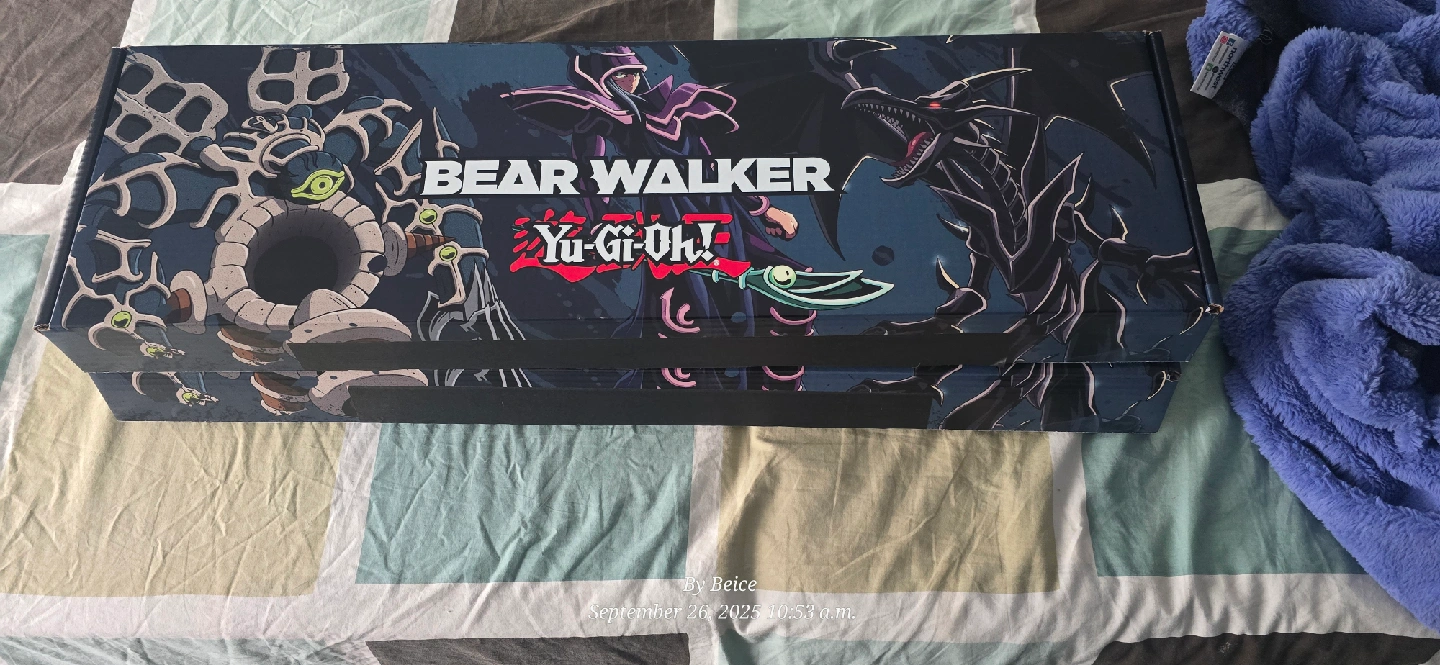 BEAR WALKER
Yu-Gi-Oh!
By Beice
September 26, 2025 10:53 a.m.